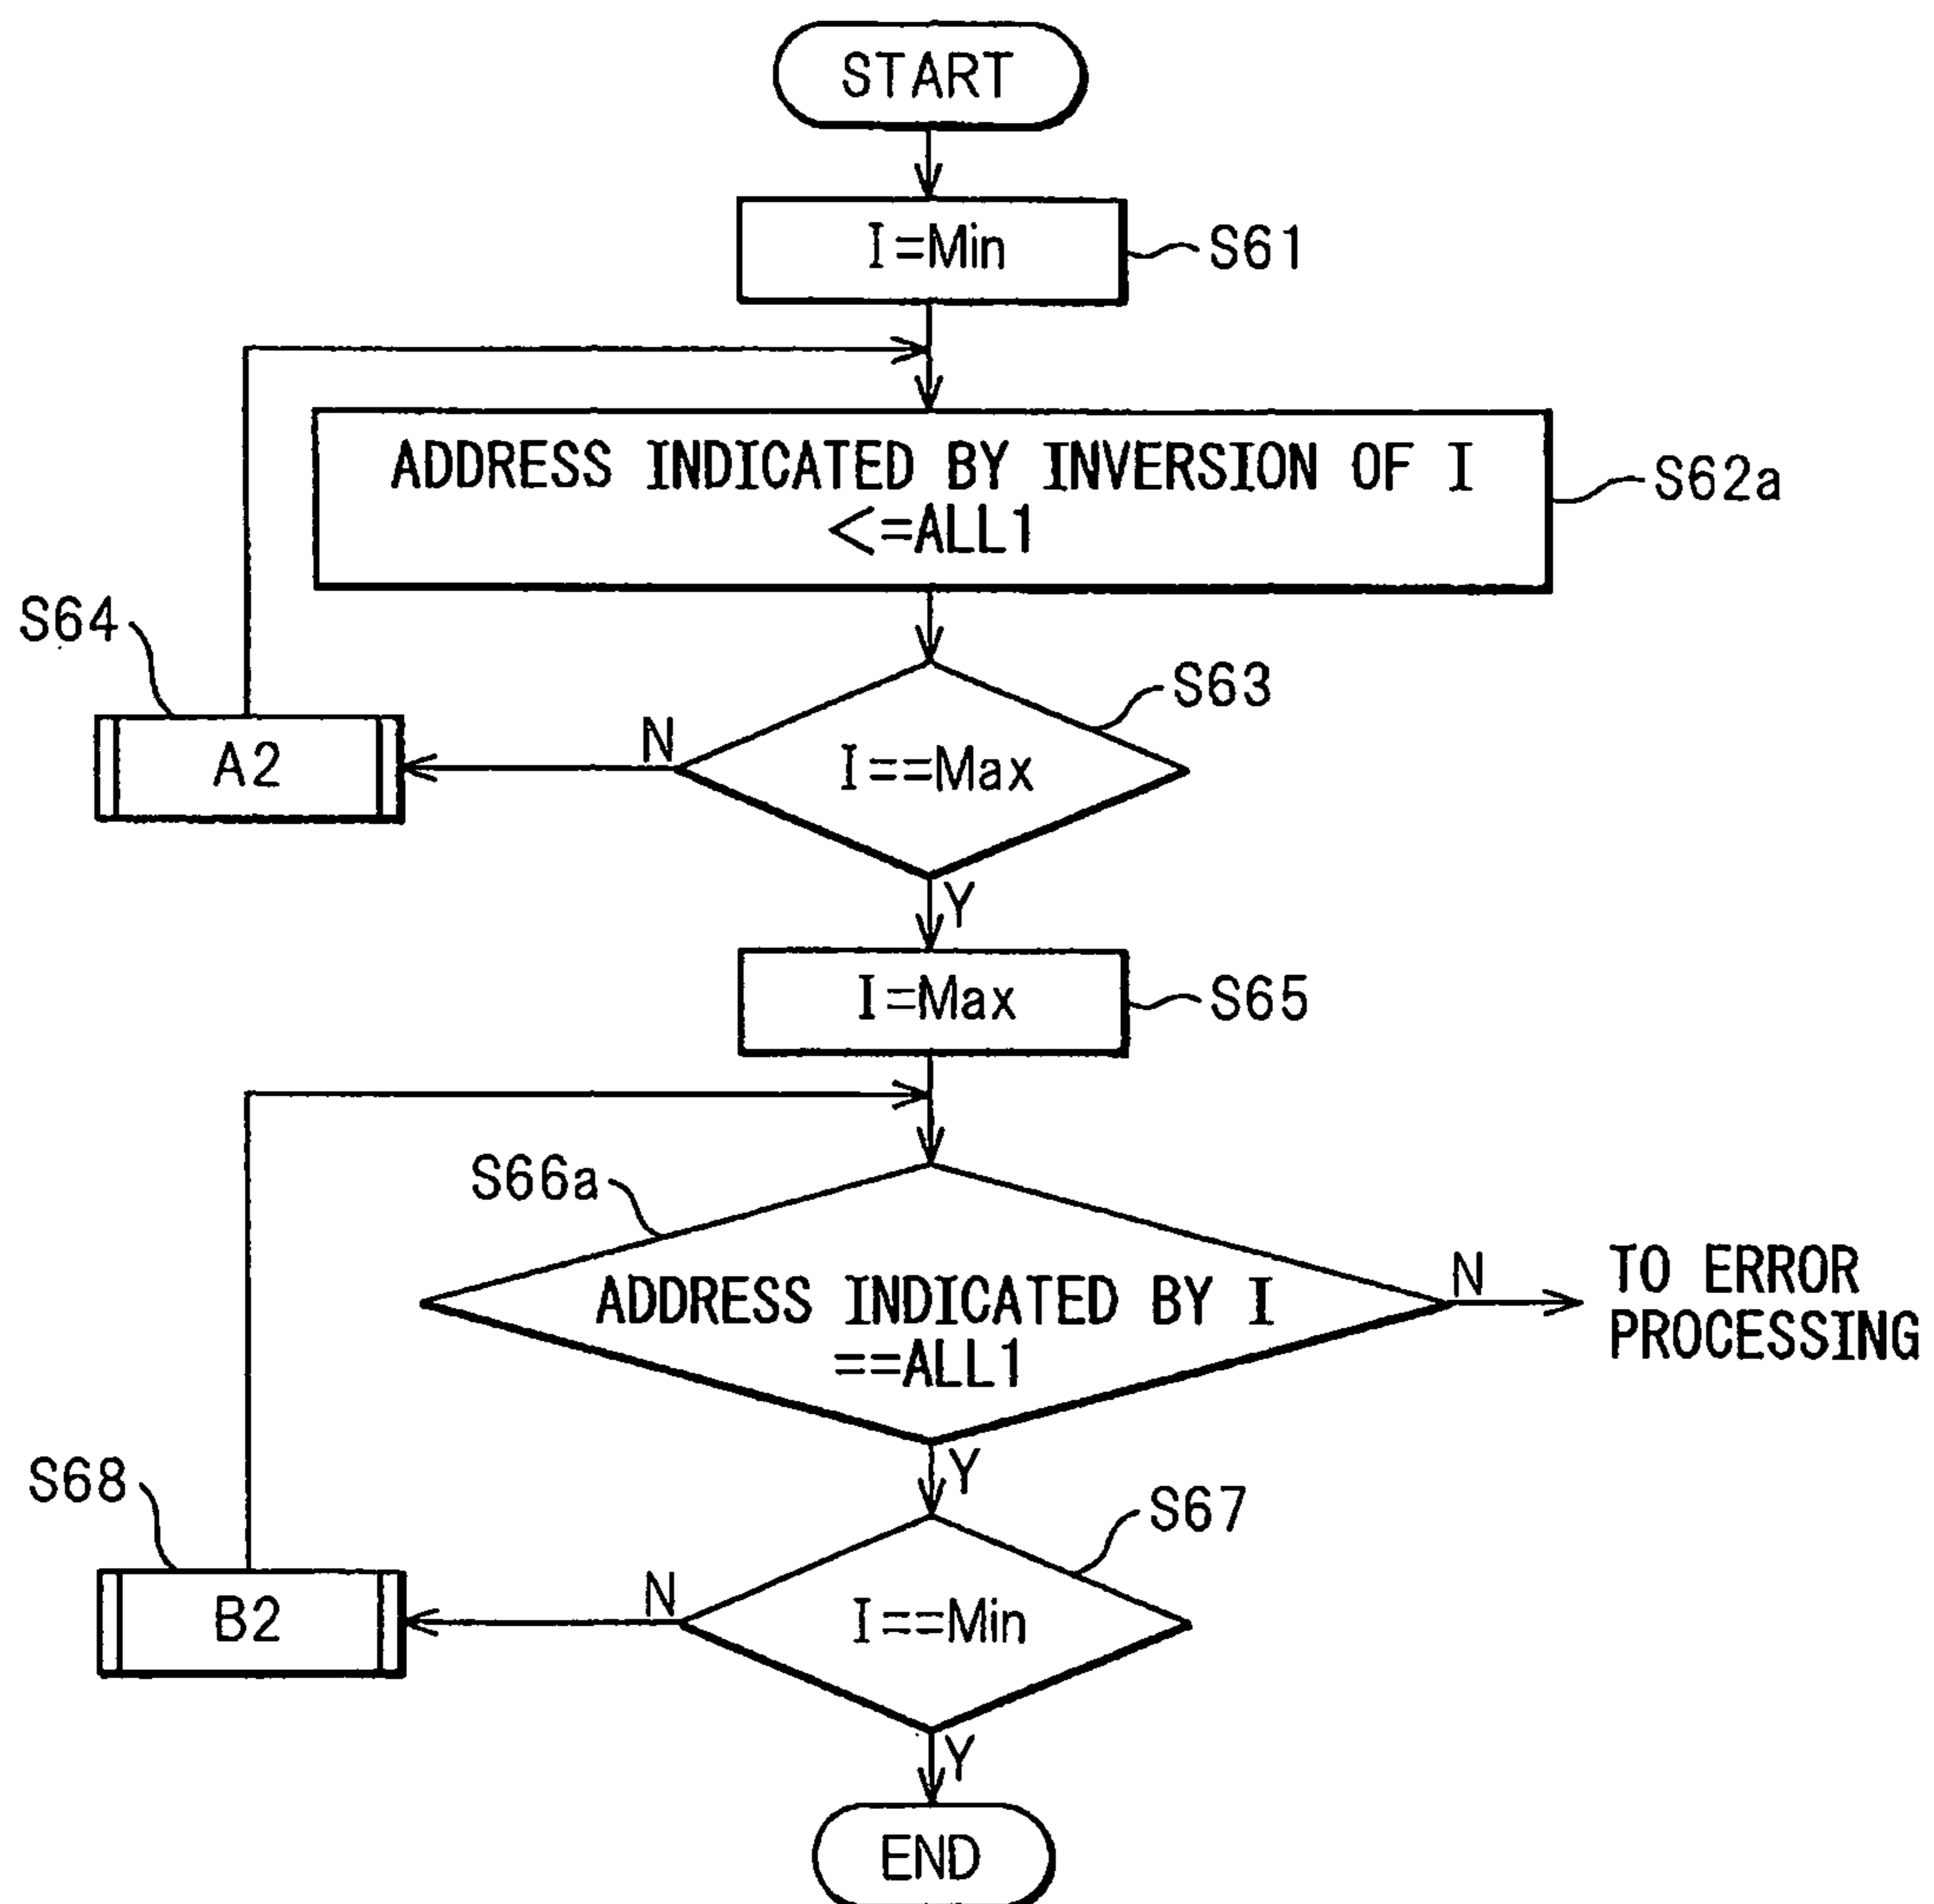 START
I=Min
S61
ADDRESS INDICATED BY INVERSION OF I
<=ALL1
S62a
S64
A2
N
S63
I==Max
Y
I=Max
S65
S66a
ADDRESS INDICATED BY I
==ALL1
N
TO ERROR
PROCESSING
Y
S68
B2
N
S67
I==Min
Y
END